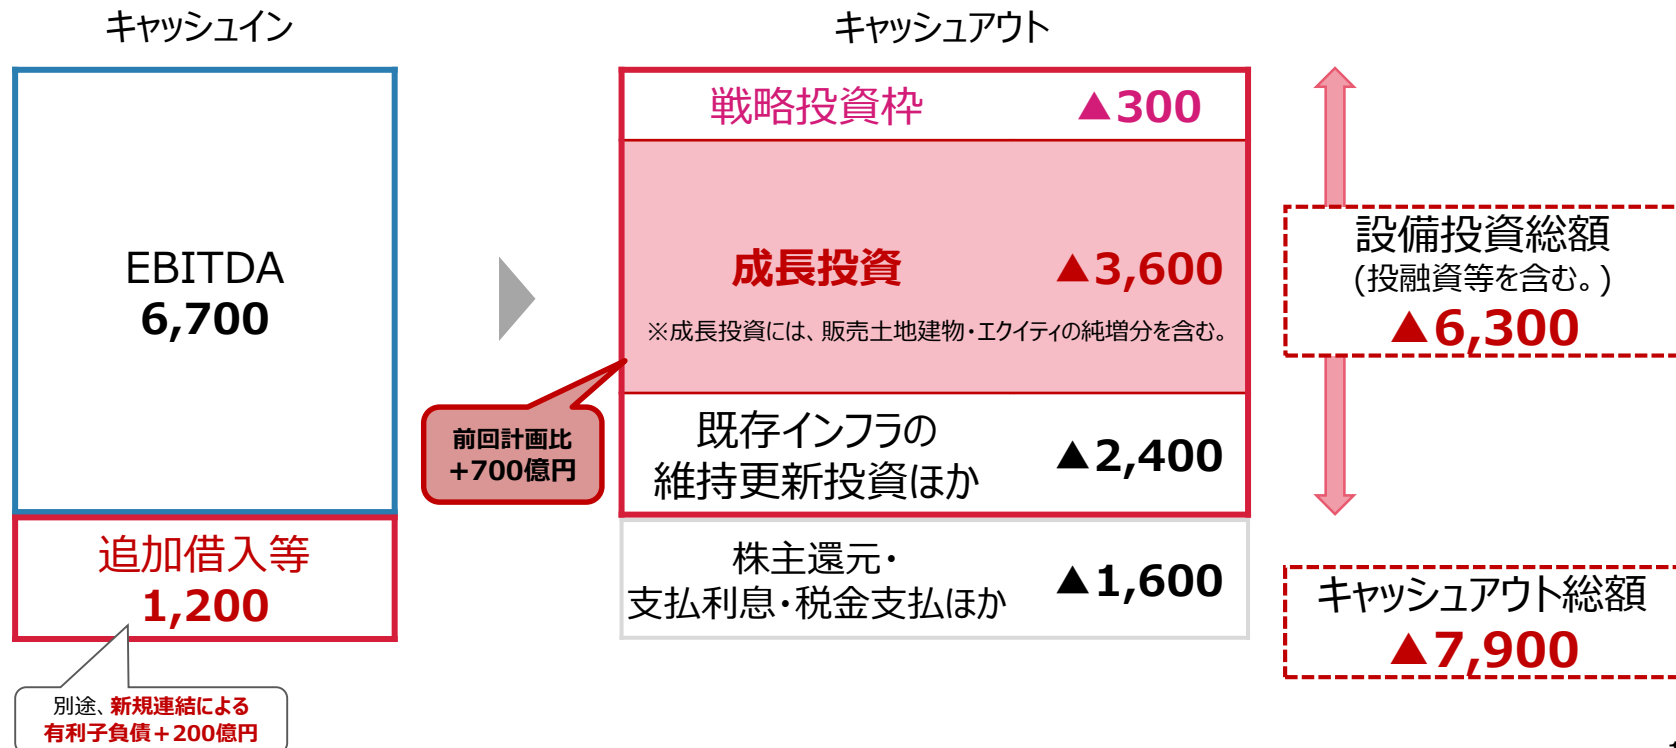 キャッシュイン
キャッシュアウト
EBITDA
6,700
追加借入等
1,200
別途、新規連結による
有利子負債+200億円
戦略投資枠 ▲300
成長投資 ▲3,600
※成長投資には、販売土地建物・エクイティの純増分を含む。
前回計画比
+700億円
既存インフラの
維持更新投資ほか ▲2,400
株主還元・
支払利息・税金支払ほか ▲1,600
設備投資総額
(投融資等を含む。)
▲6,300
キャッシュアウト総額
▲7,900